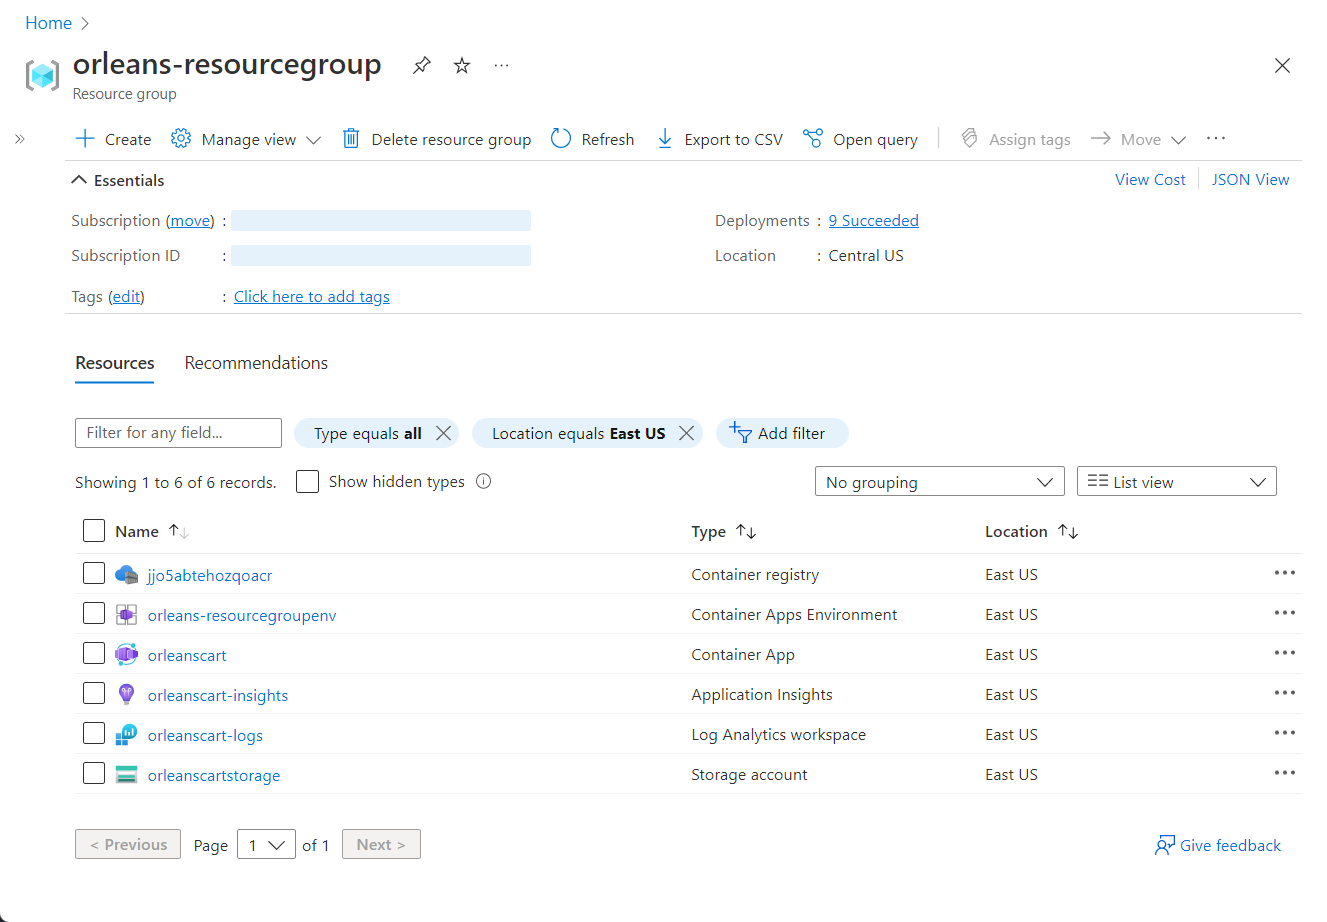 Home
orleans-resourcegroup
Resource group
Create Manage view Delete resource group Refresh Export to CSV Open query Assign tags Move
Essentials View Cost JSON View
Subscription (move) : Deployments : 9 Succeeded
Subscription ID : Location : Central US
Tags (edit) : Click here to add tags
Resources Recommendations
Filter for any field... Type equals all Location equals East US Add filter
Showing 1 to 6 of 6 records. Show hidden types No grouping List view
Name Type Location
jjo5abtehozqoacr Container registry East US
orleans-resourcegroupenv Container Apps Environment East US
orleanscart Container App East US
orleanscart-insights Application Insights East US
orleanscart-logs Log Analytics workspace East US
orleanscartstorage Storage account East US
< Previous Page 1 of 1 Next > Give feedback